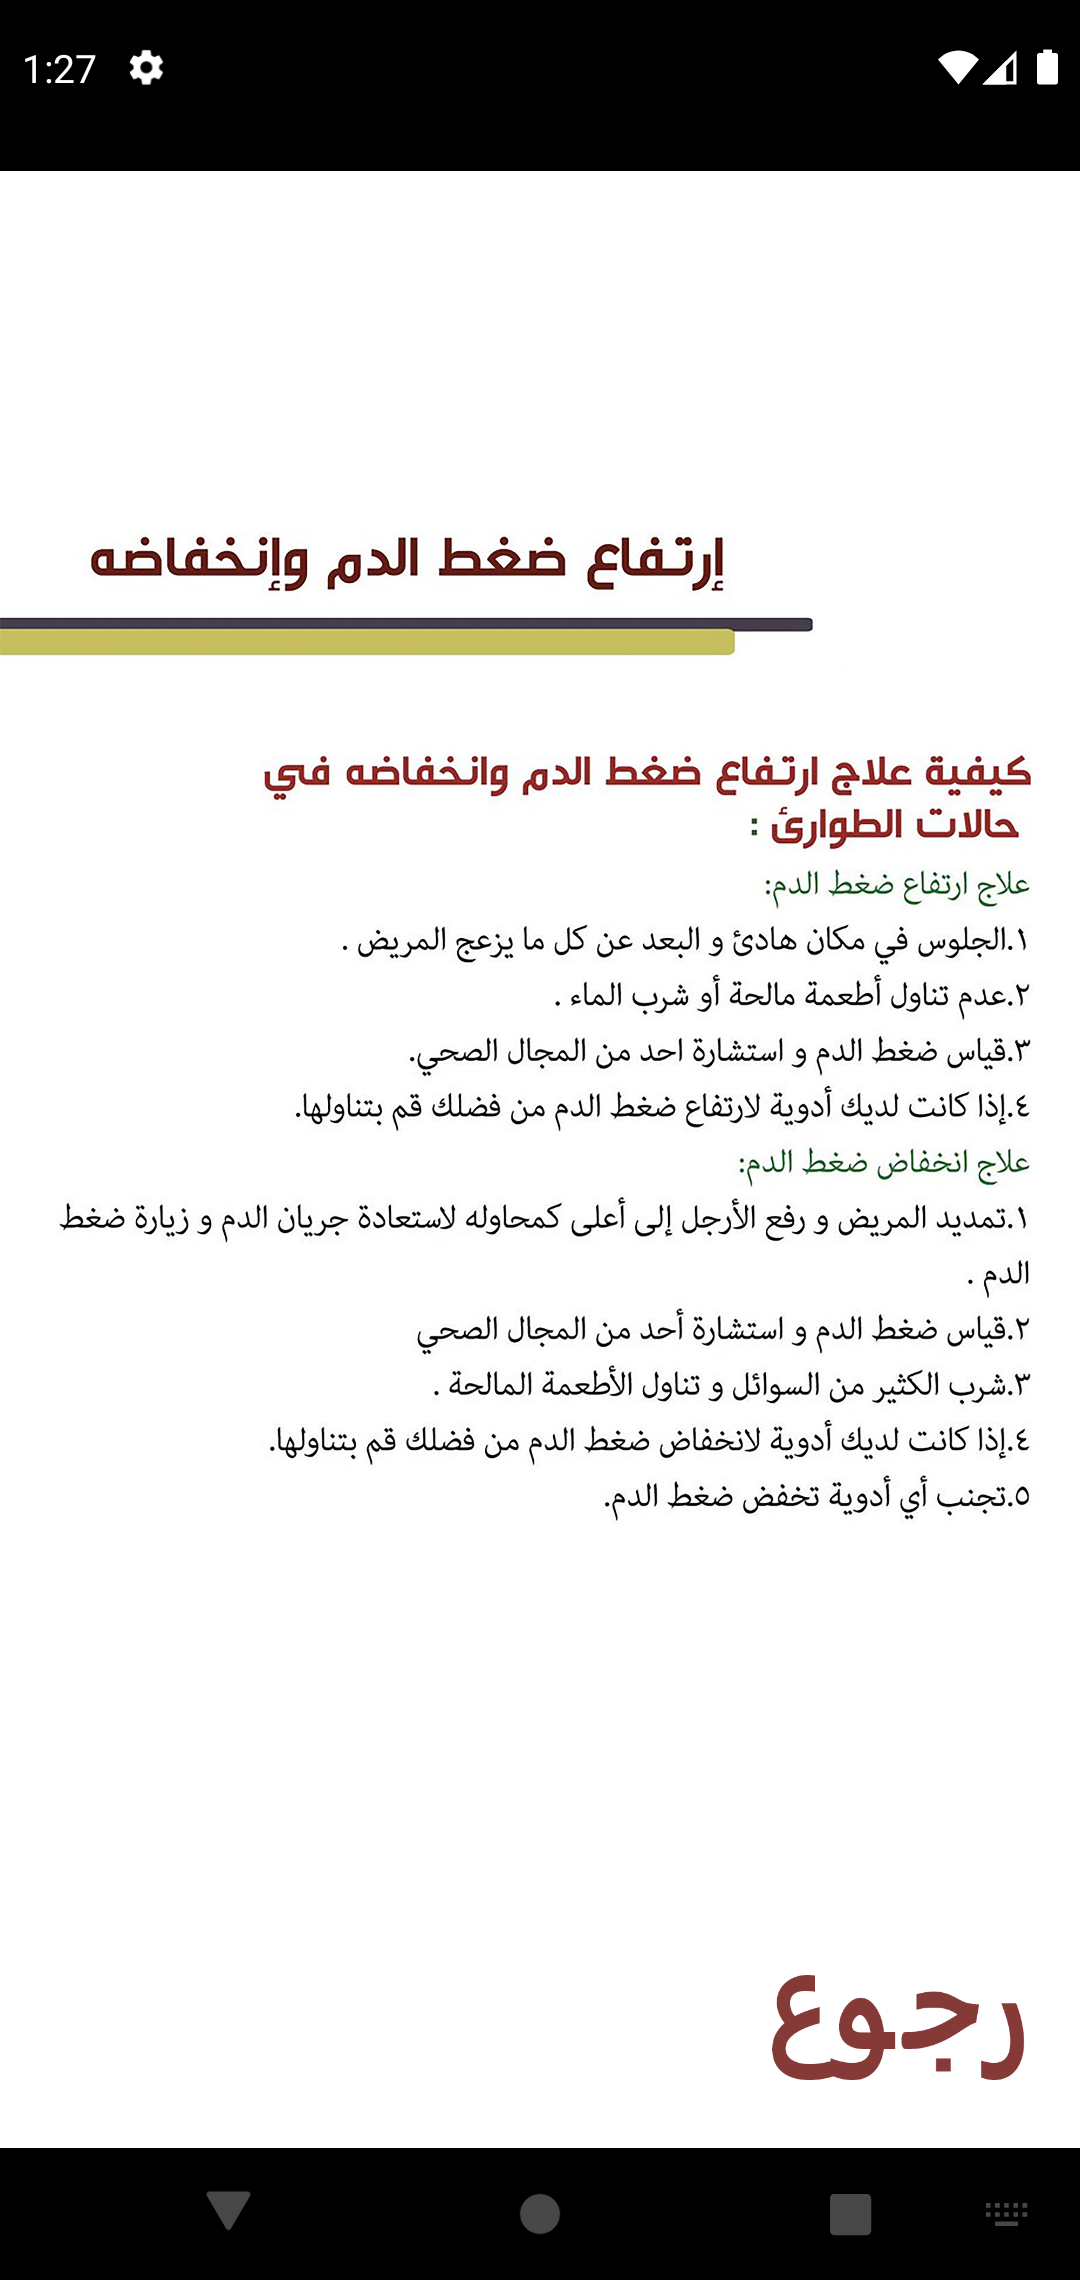 1:27
إرتفاع ضغط الدم وإنخفاضه
كيفية علاج ارتفاع ضغط الدم وانخفاضه في
حالات الطوارئ :
علاج ارتفاع ضغط الدم:
١.الجلوس في مكان هادئ و البعد عن كل ما يزعج المريض .
٢.عدم تناول أطعمة مالحة أو شرب الماء .
٣.قياس ضغط الدم و استشارة احد من المجال الصحي.
٤.إذا كانت لديك أدوية لارتفاع ضغط الدم من فضلك قم بتناولها.
علاج انخفاض ضغط الدم:
١.تمديد المريض و رفع الأرجل إلى أعلى كمحاوله لاستعادة جريان الدم و زيارة ضغط
الدم .
٢.قياس ضغط الدم و استشارة أحد من المجال الصحي
٣.شرب الكثير من السوائل و تناول الأطعمة المالحة .
٤.إذا كانت لديك أدوية لانخفاض ضغط الدم من فضلك قم بتناولها.
٥.تجنب أي أدوية تخفض ضغط الدم.
رجوع